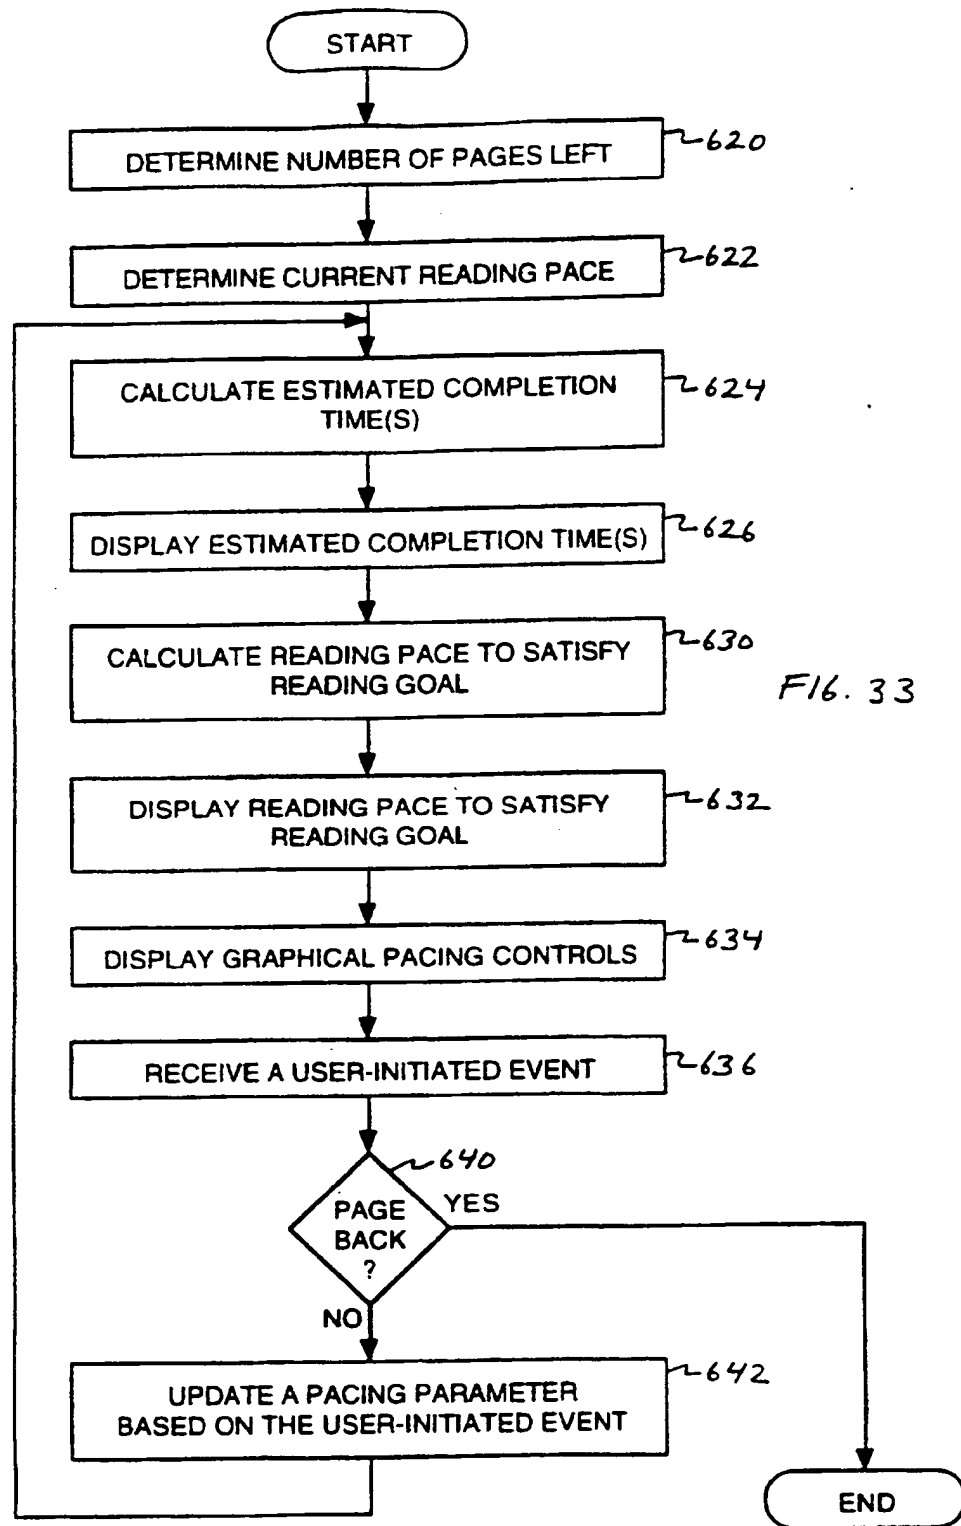 START
DETERMINE NUMBER OF PAGES LEFT
620
DETERMINE CURRENT READING PACE
622
CALCULATE ESTIMATED COMPLETION
TIME(S)
624
DISPLAY ESTIMATED COMPLETION TIME(S)
626
CALCULATE READING PACE TO SATISFY
READING GOAL
630
FIG. 33
DISPLAY READING PACE TO SATISFY
READING GOAL
632
DISPLAY GRAPHICAL PACING CONTROLS
634
RECEIVE A USER-INITIATED EVENT
636
640
PAGE
BACK
?
YES
NO
UPDATE A PACING PARAMETER
BASED ON THE USER-INITIATED EVENT
642
END